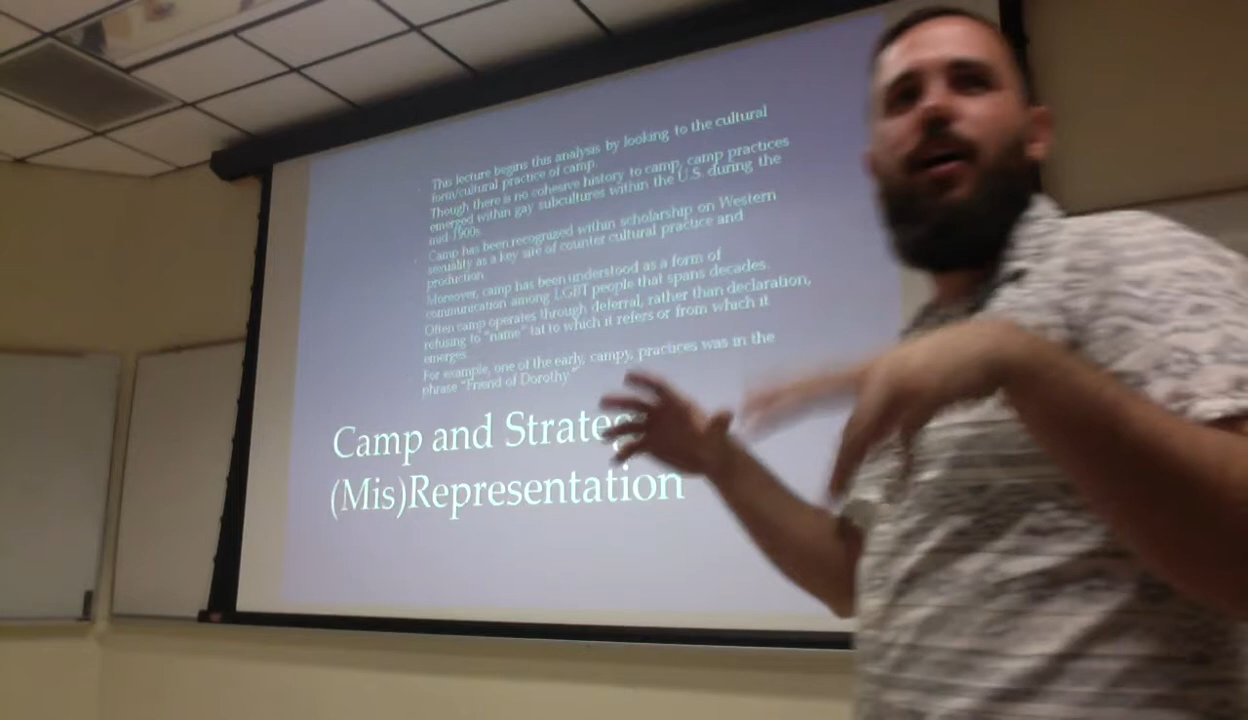 This lecture begins this analysis by looking to the cultural
form/cultural practice of camp.
Though there is no cohesive history to camp, camp practices
emerged within gay subcultures within the U.S. during the
mid-1900s.
Camp has been recognized within scholarship on Western
sexuality as a key site of counter cultural practice and
production.
Moreover, camp has been understood as a form of
communication among LGBT people that spans decades.
Often camp operates through deferral, rather than declaration,
refusing to "name" tat to which it refers or from which it
emerges.
For example, one of the early, campy, practices was in the
phrase "Friend of Dorothy"
Camp and Strateg
(Mis)Representation